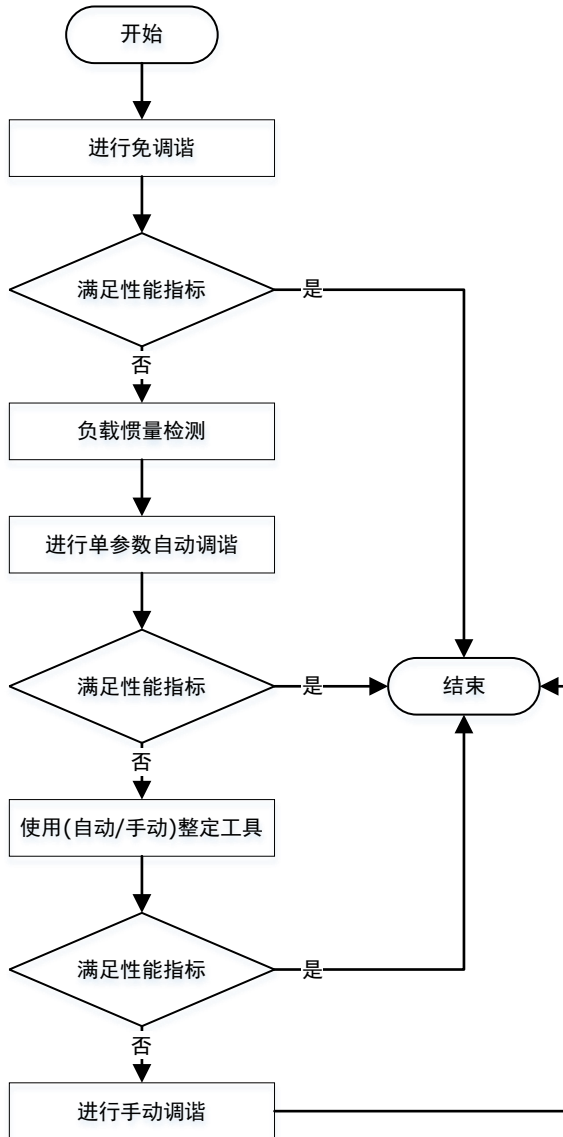 开始
进行免调谐
满足性能指标
是
否
负载惯量检测
进行单参数自动调谐
满足性能指标
是
结束
否
使用(自动/手动)整定工具
满足性能指标
是
否
进行手动调谐